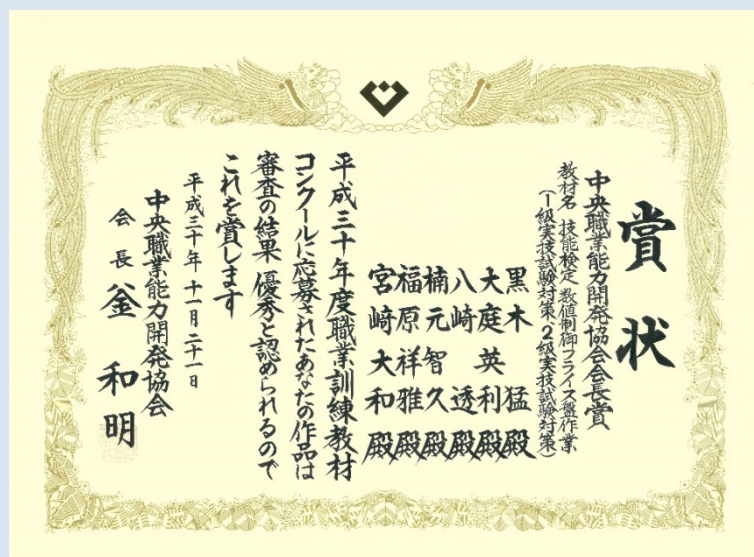 賞状
中央職業能力開発協会会長賞
教材名 技能検定 数値制御フライス盤作業
(1級実技試験対策・2級実技試験対策)
黒木 猛殿
大庭英利殿
八崎 透殿
楠元智久殿
福原祥雅殿
宮崎大和殿
平成三十年度職業訓練教材
コンクールに応募されたあなたの作品は
審査の結果 優秀と認められるので
これを賞します
平成三十年十一月二十一日
中央職業能力開発協会
会長 釜 和明